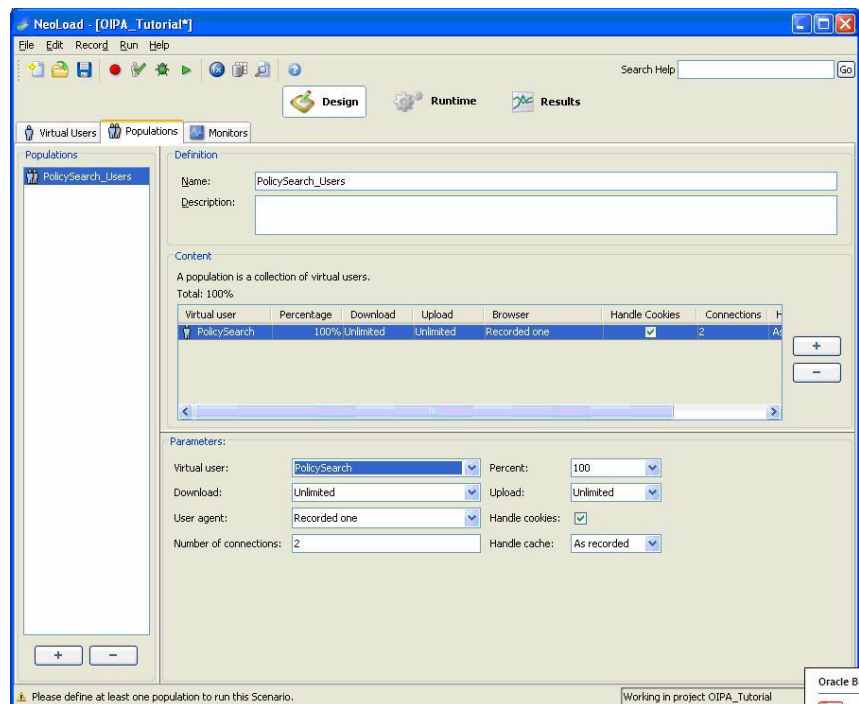 NeoLoad - [OIPA_Tutorial*]
File Edit Record Run Help
Search Help Go
Design Runtime Results
Virtual Users Populations Monitors
Populations
PolicySearch_Users
Definition
Name: PolicySearch_Users
Description:
Content
A population is a collection of virtual users.
Total: 100%
Virtual user Percentage Download Upload Browser Handle Cookies Connections H
PolicySearch 100% Unlimited Unlimited Recorded one 2 As
+
-
Parameters:
Virtual user: PolicySearch Percent: 100
Download: Unlimited Upload: Unlimited
User agent: Recorded one Handle cookies:
Number of connections: 2 Handle cache: As recorded
+ -
Please define at least one population to run this Scenario. Working in project OIPA_Tutorial
Oracle B